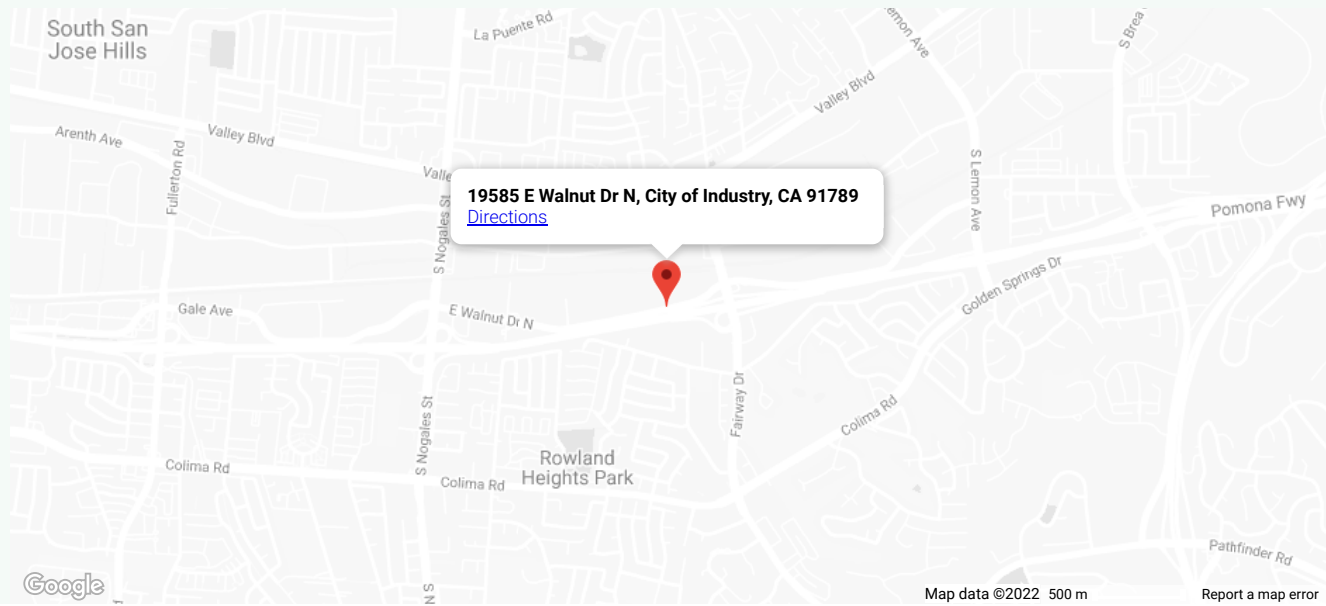 South San
Jose Hills
La Puente Rd
Lemon Ave
S Brea
Valley Blvd
Arenth Ave
Valley Blvd
Fullerton Rd
Valle
S Nogales St
S Lemon Ave
19585 E Walnut Dr N, City of Industry, CA 91789
Directions
Pomona Fwy
Golden Springs Dr
Gale Ave
E Walnut Dr N
Fairway Dr
S Nogales St
Colima Rd
Rowland
Heights Park
Colima Rd
Colima Rd
Pathfinder Rd
S N
Google
Map data ©2022
500 m
Report a map error